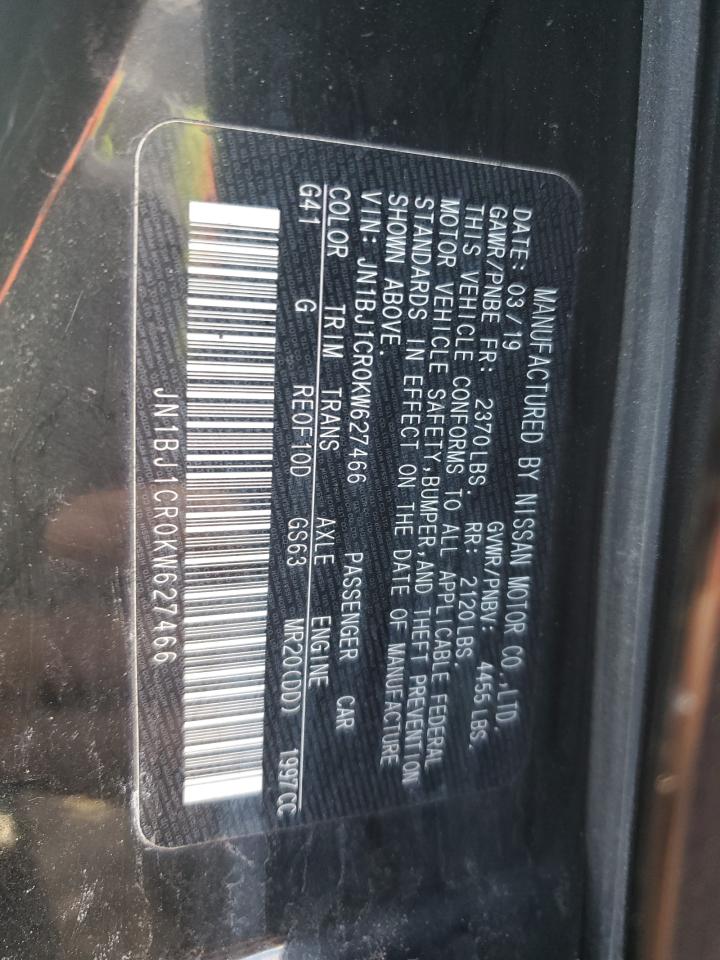 MANUFACTURED BY NISSAN MOTOR CO.,LTD.
DATE: 03/19 GVWR/PNBV: 4455 LBS.
GAWR/PNBE FR: 2370LBS. RR: 2120LBS.
THIS VEHICLE CONFORMS TO ALL APPLICABLE FEDERAL
MOTOR VEHICLE SAFETY,BUMPER,AND THEFT PREVENTION
STANDARDS IN EFFECT ON THE DATE OF MANUFACTURE
SHOWN ABOVE.
VIN: JN1BJ1CR0KW627466 PASSENGER CAR
COLOR TRIM TRANS AXLE ENGINE
G41 G RE0F10D GS63 MR20(DD) 1997CC
JN1BJ1CR0KW627466